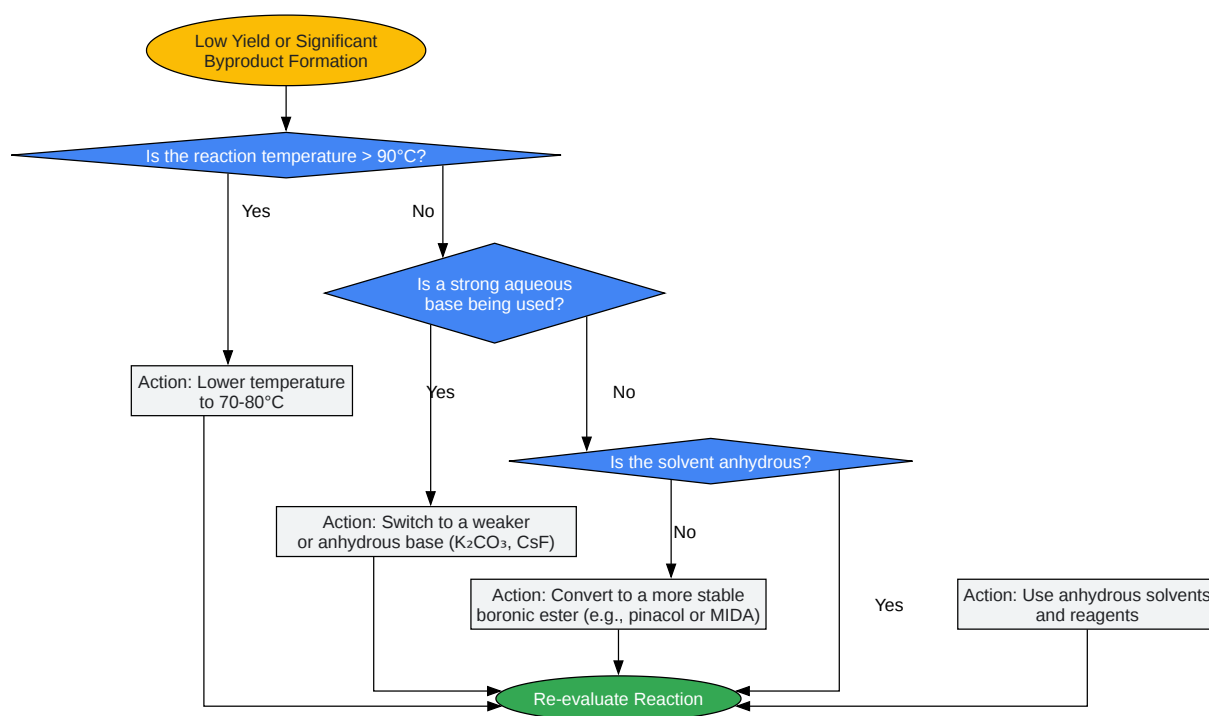 Low Yield or Significant
Byproduct Formation
Is the reaction temperature > 90°C?
Yes
No
Is a strong aqueous
base being used?
Action: Lower temperature
to 70-80°C
Yes
No
Is the solvent anhydrous?
Action: Switch to a weaker
or anhydrous base (K₂CO₃, CsF)
No
Action: Convert to a more stable
boronic ester (e.g., pinacol or MIDA)
Yes
Action: Use anhydrous solvents
and reagents
Re-evaluate Reaction